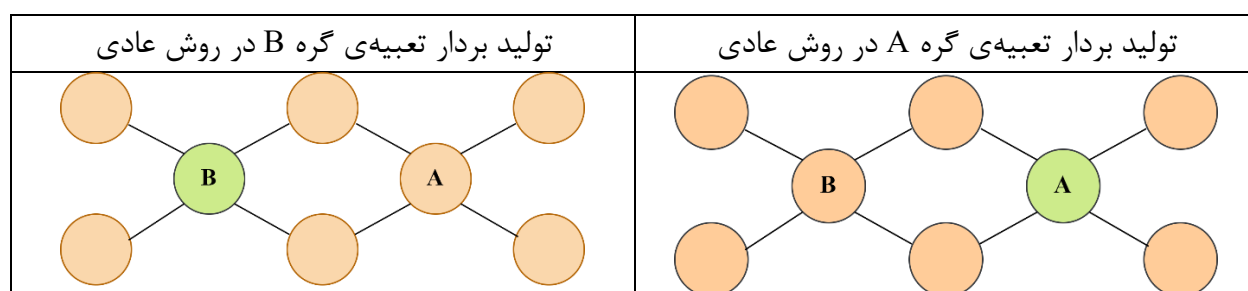 تولید بردار تعبیه‌ی گره A در روش عادی
تولید بردار تعبیه‌ی گره B در روش عادی
B
A
B
A